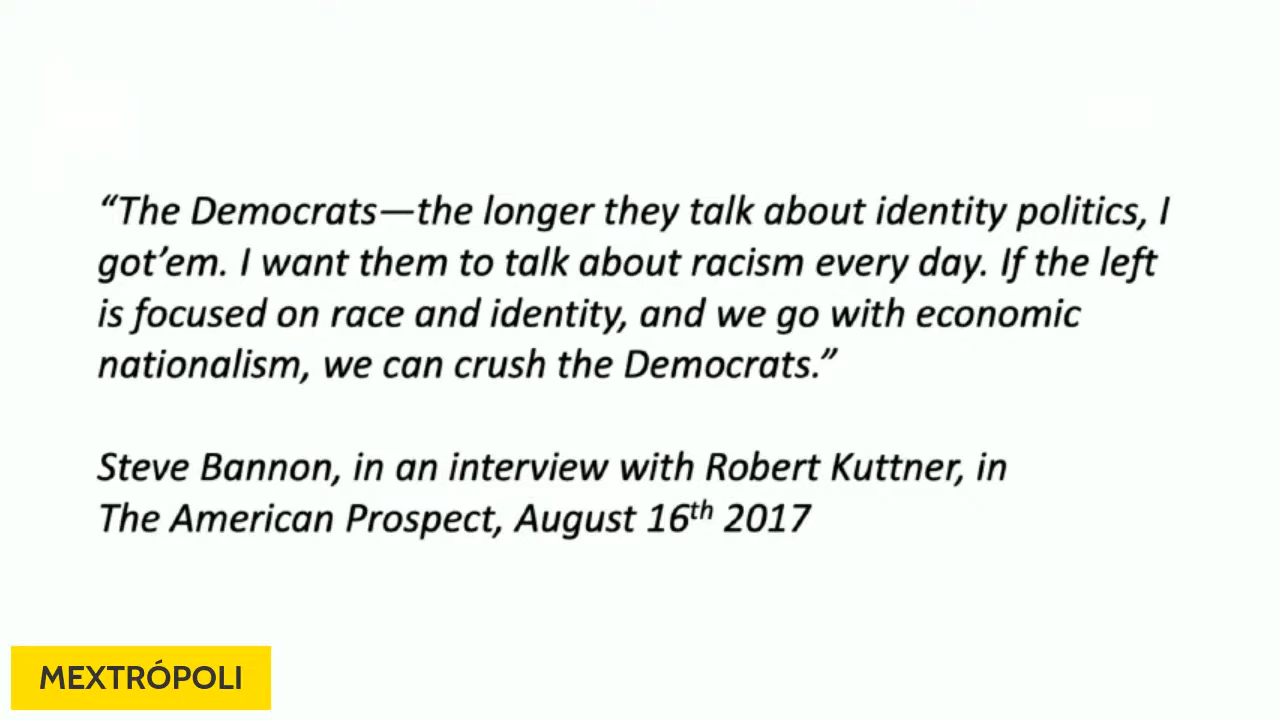 “The Democrats—the longer they talk about identity politics, I
got’em. I want them to talk about racism every day. If the left
is focused on race and identity, and we go with economic
nationalism, we can crush the Democrats.”
Steve Bannon, in an interview with Robert Kuttner, in
The American Prospect, August 16th 2017
MEXTRÓPOLI